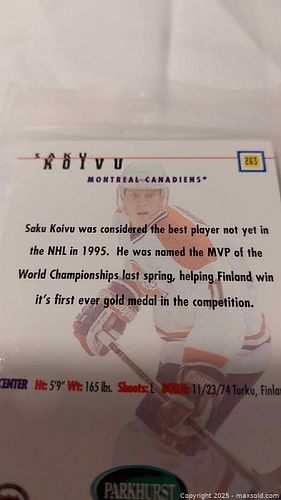 SAKU
KOIVU
263
MONTREAL CANADIENS*
Saku Koivu was considered the best player not yet in
the NHL in 1995. He was named the MVP of the
World Championships last spring, helping Finland win
it's first ever gold medal in the competition.
CENTER Ht: 5'9" Wt: 165 lbs. Shoots: L BORN: 11/23/74 Turku, Finla
PARKHURST
Copyright 2025 - maxsold.com